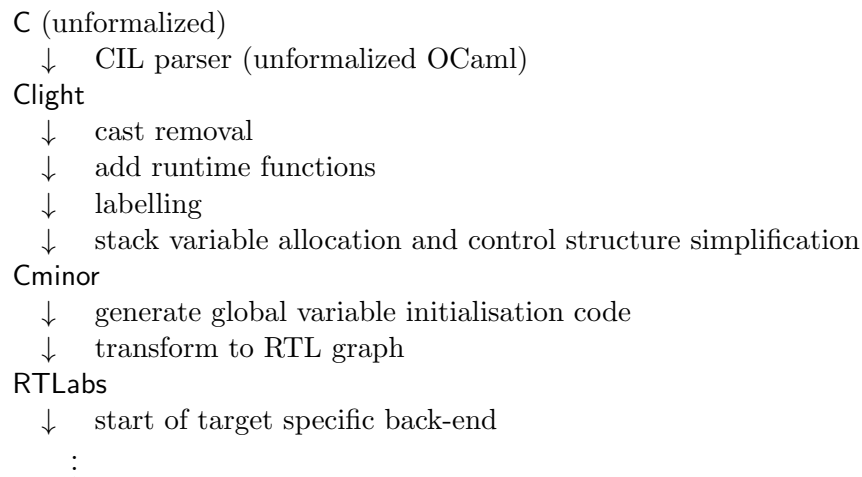 C (unformalized)
↓ CIL parser (unformalized OCaml)
Clight
↓ cast removal
↓ add runtime functions
↓ labelling
↓ stack variable allocation and control structure simplification
Cminor
↓ generate global variable initialisation code
↓ transform to RTL graph
RTLabs
↓ start of target specific back-end
: